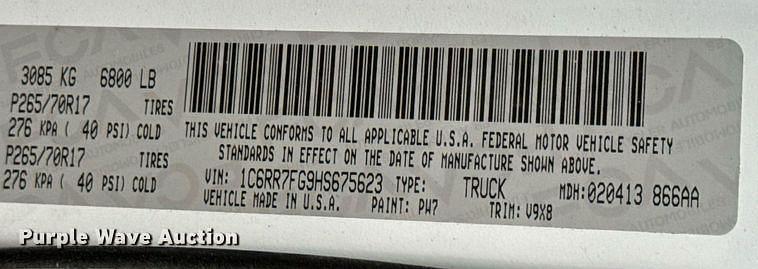 3085 KG 6800 LB
P265/70R17 TIRES
276 KPA ( 40 PSI) COLD
P265/70R17 TIRES
276 KPA ( 40 PSI) COLD
THIS VEHICLE CONFORMS TO ALL APPLICABLE U.S.A. FEDERAL MOTOR VEHICLE SAFETY
STANDARDS IN EFFECT ON THE DATE OF MANUFACTURE SHOWN ABOVE.
VIN: 1C6RR7FG9HS675623 TYPE: TRUCK MDH: 020413 866AA
VEHICLE MADE IN U.S.A. PAINT: PW7 TRIM: V9X8
Purple Wave Auction